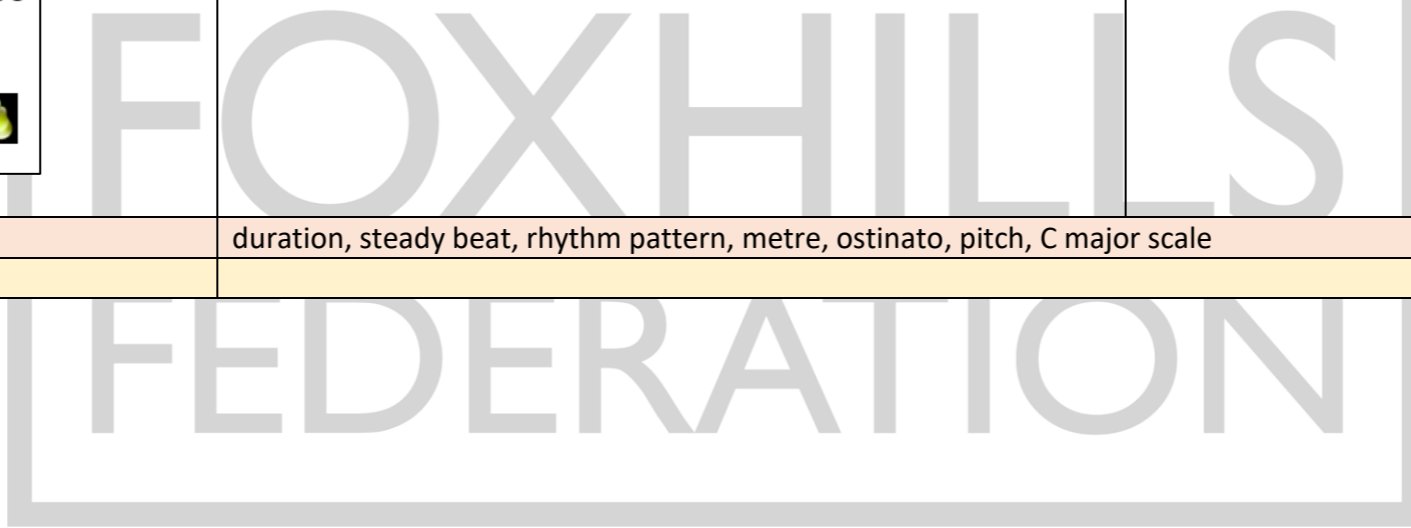 FOXHILLS
duration, steady beat, rhythm pattern, metre, ostinato, pitch, C major scale
FEDERATION